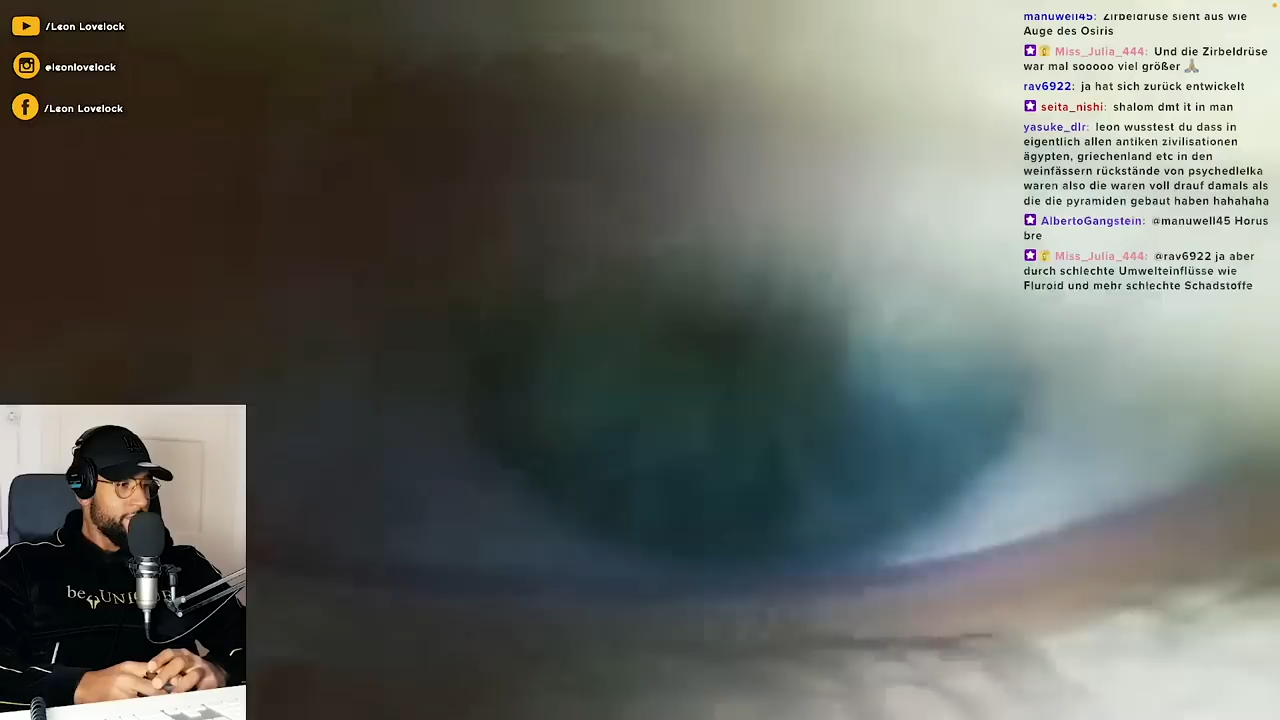 /Leon Lovelock
@leonlovelock
/Leon Lovelock
manuwell45: Zirbeldrüse sieht aus wie
Auge des Osiris
Miss_Julia_444: Und die Zirbeldrüse
war mal sooooo viel größer 🙏🏽
rav6922: ja hat sich zurück entwickelt
seita_nishi: shalom dmt it in man
yasuke_dlr: leon wusstest du dass in
eigentlich allen antiken zivilisationen
ägypten, griechenland etc in den
weinfässern rückstände von psychedlelka
waren also die waren voll drauf damals als
die die pyramiden gebaut haben hahahaha
AlbertoGangstein: @manuwell45 Horus
bre
Miss_Julia_444: @rav6922 ja aber
durch schlechte Umwelteinflüsse wie
Fluroid und mehr schlechte Schadstoffe
be UNIQUE